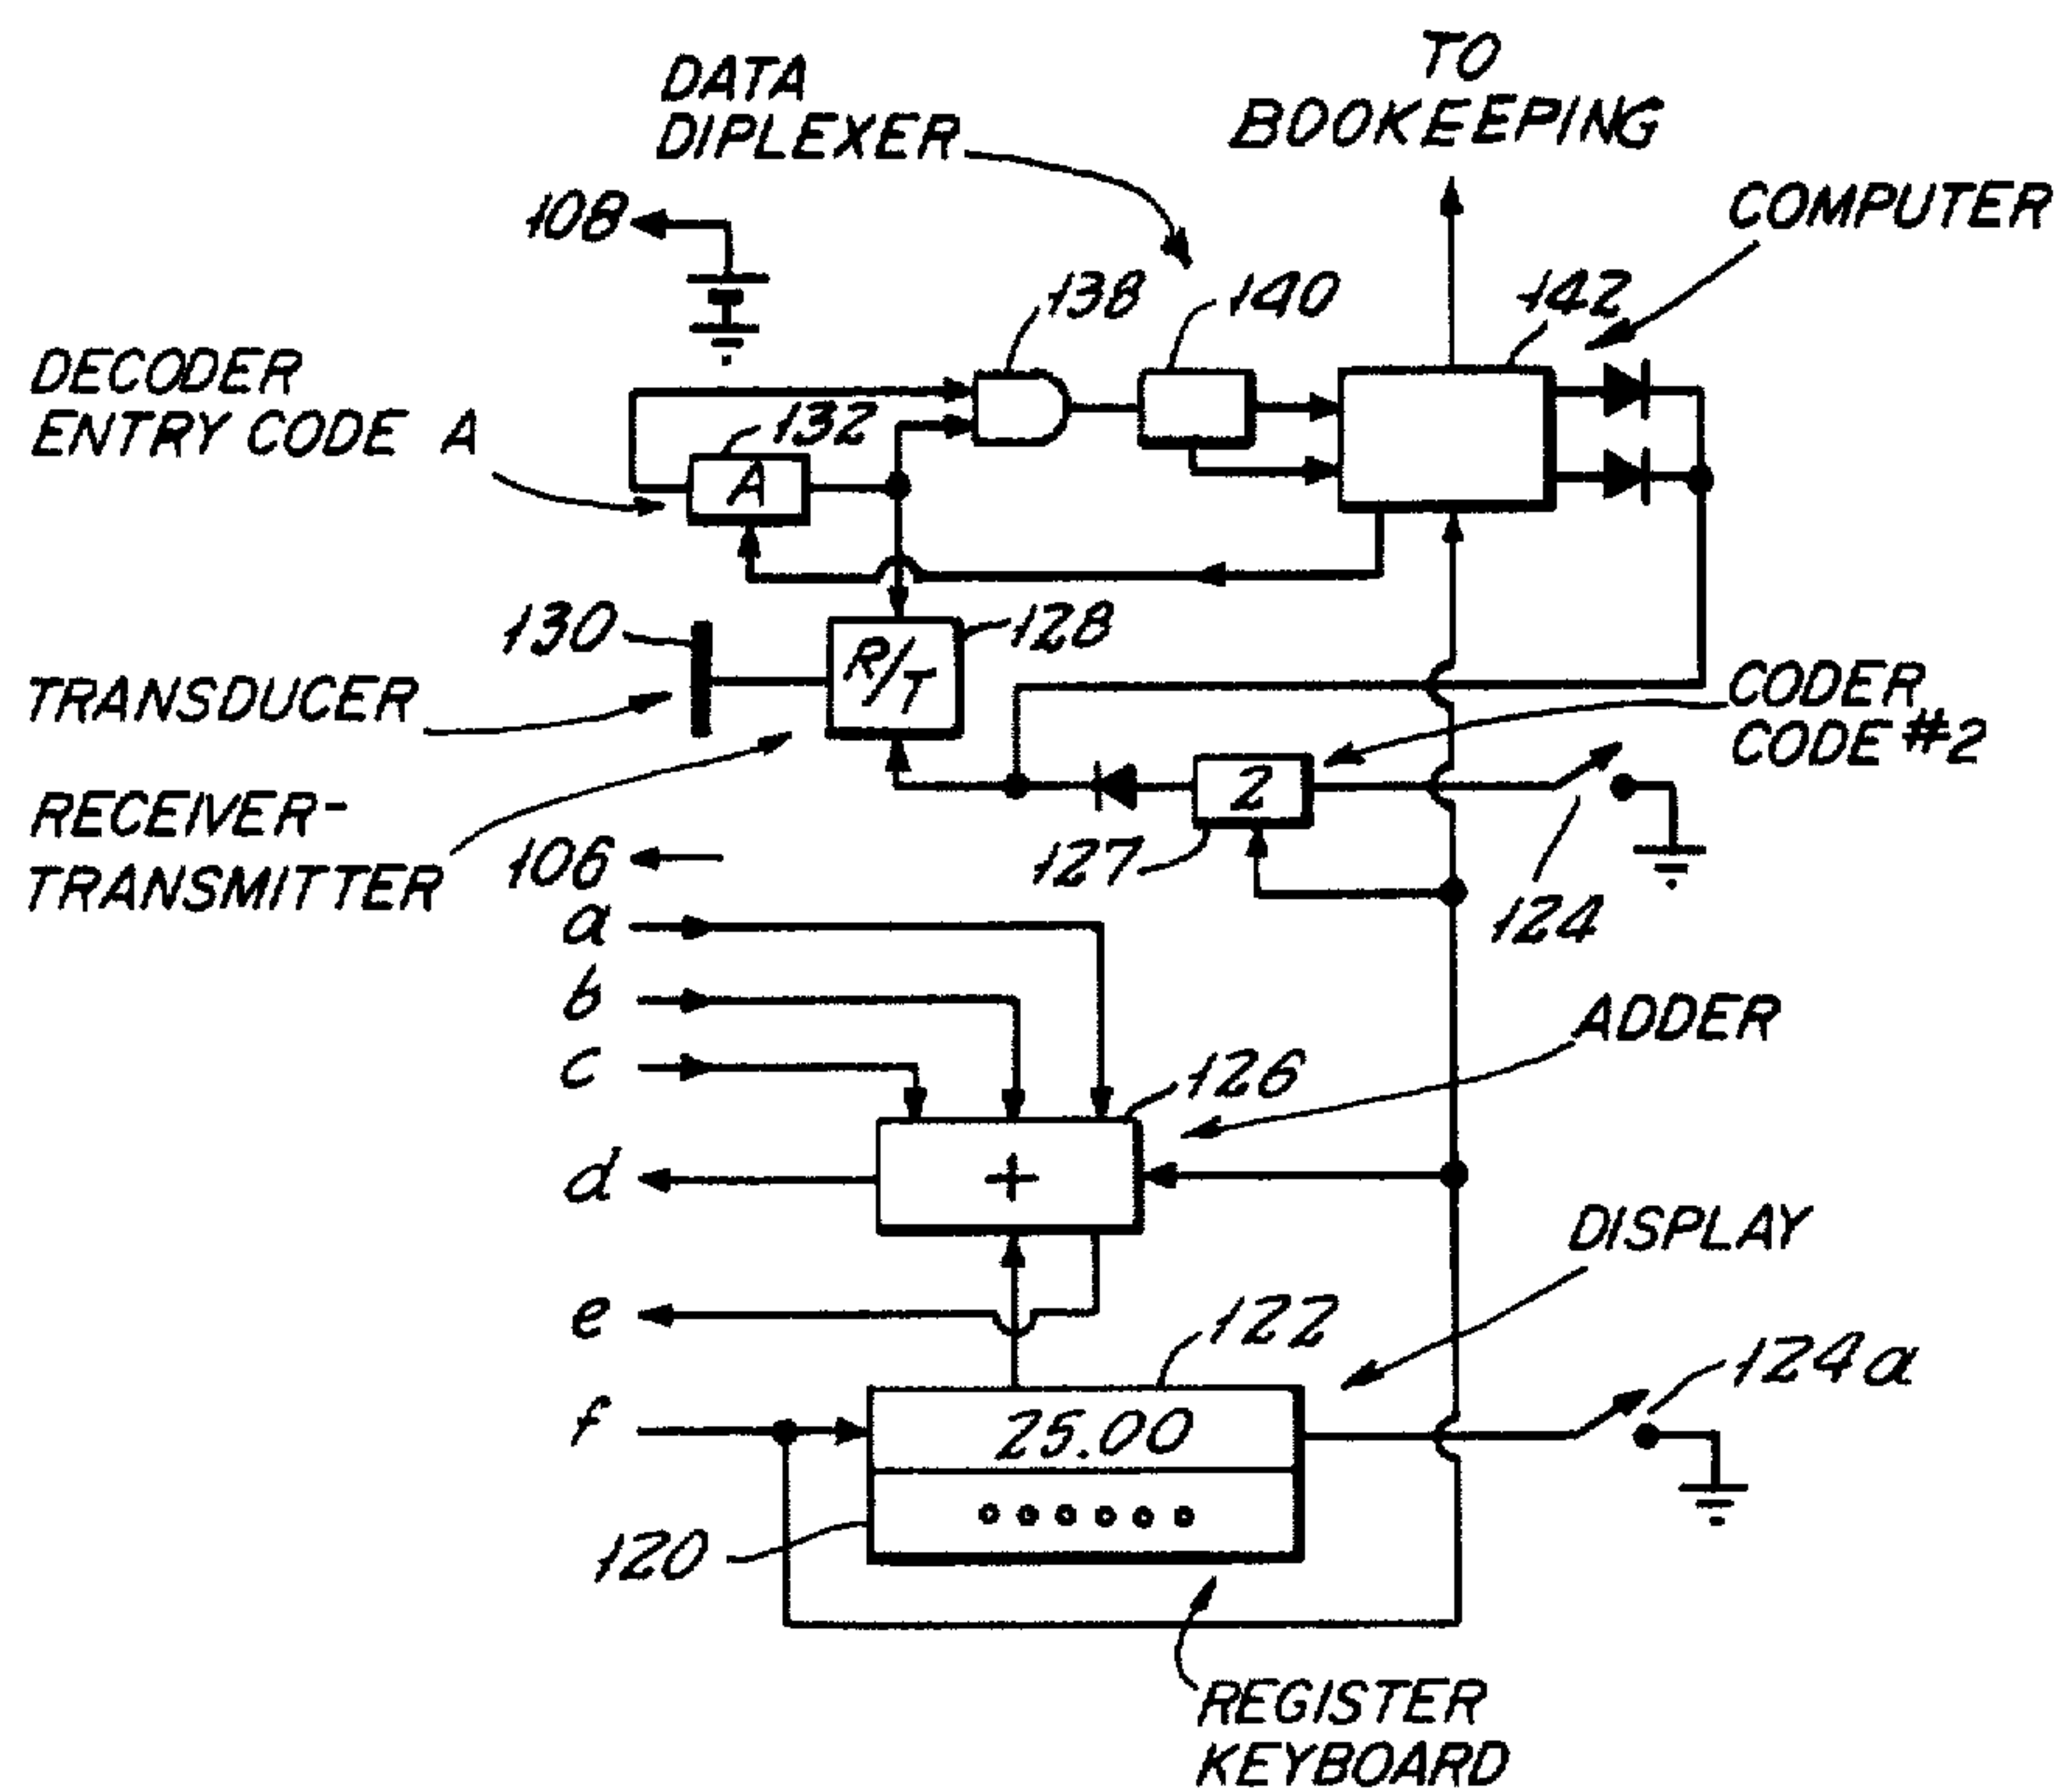 DATA
DIPLEXER
TO
BOOKEEPING
COMPUTER
108
138
140
142
DECODER
ENTRY CODE A
132
A
130
128
R/T
TRANSDUCER
CODER
CODE #2
2
RECEIVER-
TRANSMITTER
106
127
124
a
b
c
ADDER
126
d
+
DISPLAY
e
122
124a
f
25.00
120
REGISTER
KEYBOARD